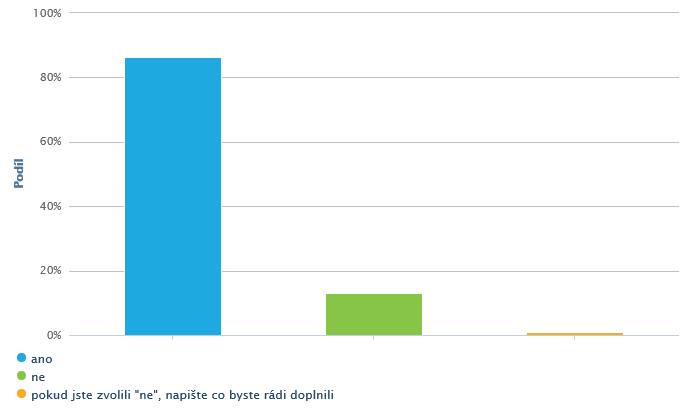 100%
80%
60%
40%
20%
0%
Podíl
ano
ne
pokud jste zvolili "ne", napište co byste rádi doplnili